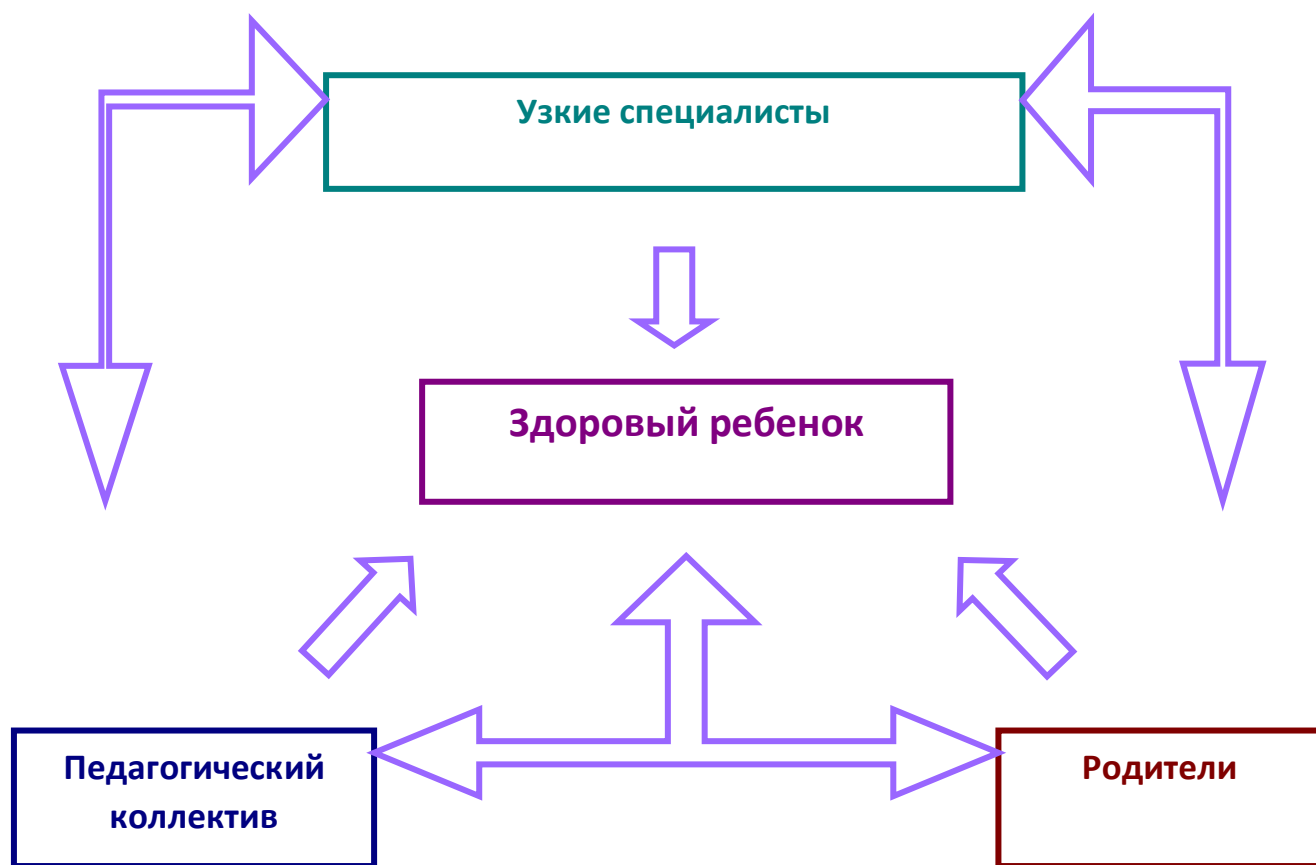 Узкие специалисты
Здоровый ребенок
Педагогический
коллектив
Родители